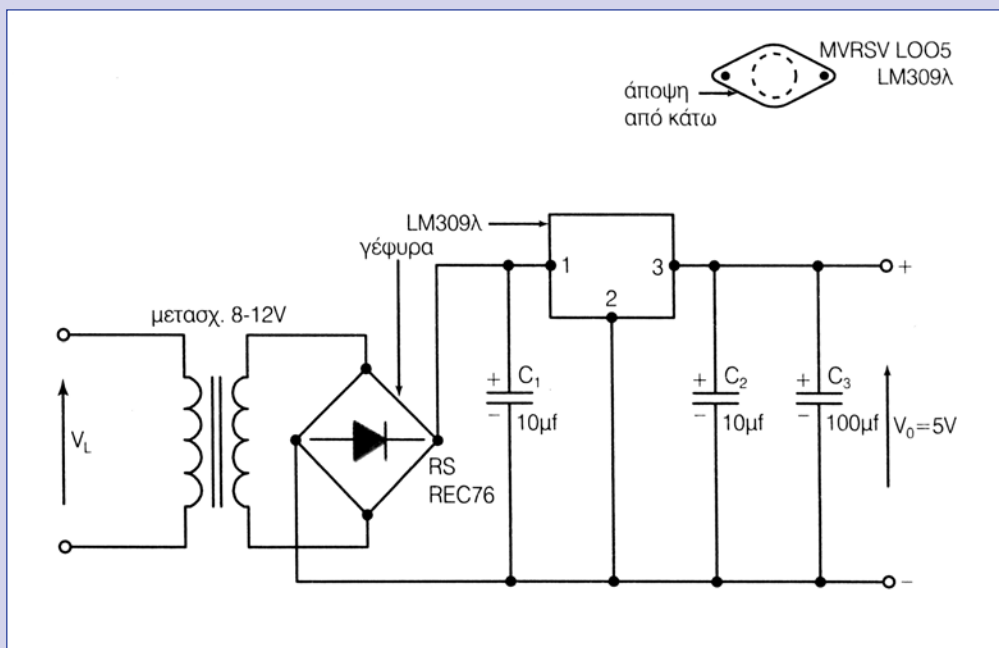 MVRSV LOO5
LM309λ
άποψη
από κάτω
LM309λ
γέφυρα
1
3
2
+
μετασχ. 8-12V
+ C₁
− 10μf
+ C₂
− 10μf
+ C₃
− 100μf
V₀=5V
V_L
RS
REC76
−